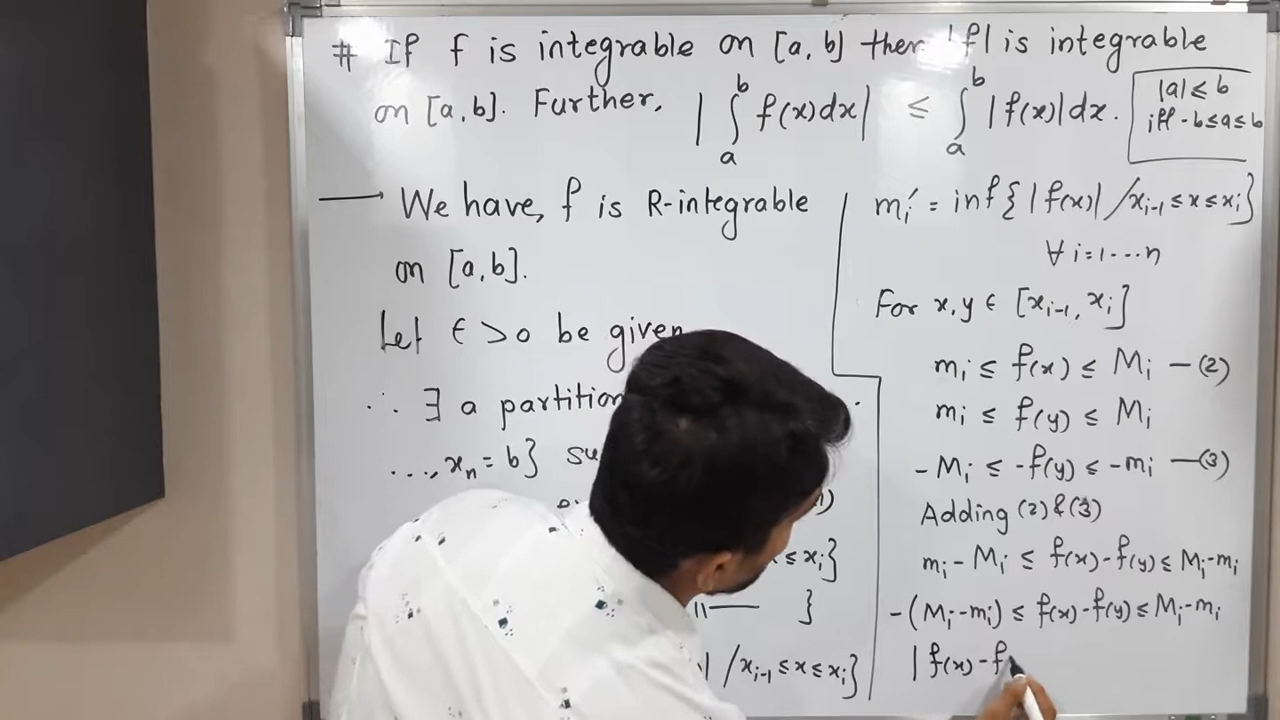 # If f is integrable on [a, b] then |f| is integrable
on [a, b]. Further, | ∫_a^b f(x)dx | ≤ ∫_a^b |f(x)|dx.
|a| ≤ b
iff -b≤a≤b
→ We have, f is R-integrable
on [a, b].
Let ϵ > 0 be given
∴ ∃ a partition
..., x_n = b}
≤ x_i}
—11— }
| / x_{i-1} ≤ x ≤ x_i}
m_i' = inf{ |f(x)| / x_{i-1} ≤ x ≤ x_i}
∀ i = 1...n
For x, y ∈ [x_{i-1}, x_i]
m_i ≤ f(x) ≤ M_i — (2)
m_i ≤ f(y) ≤ M_i
-M_i ≤ -f(y) ≤ -m_i — (3)
Adding (2) & (3)
m_i - M_i ≤ f(x) - f(y) ≤ M_i - m_i
-(M_i - m_i) ≤ f(x) - f(y) ≤ M_i - m_i
| f(x) - f